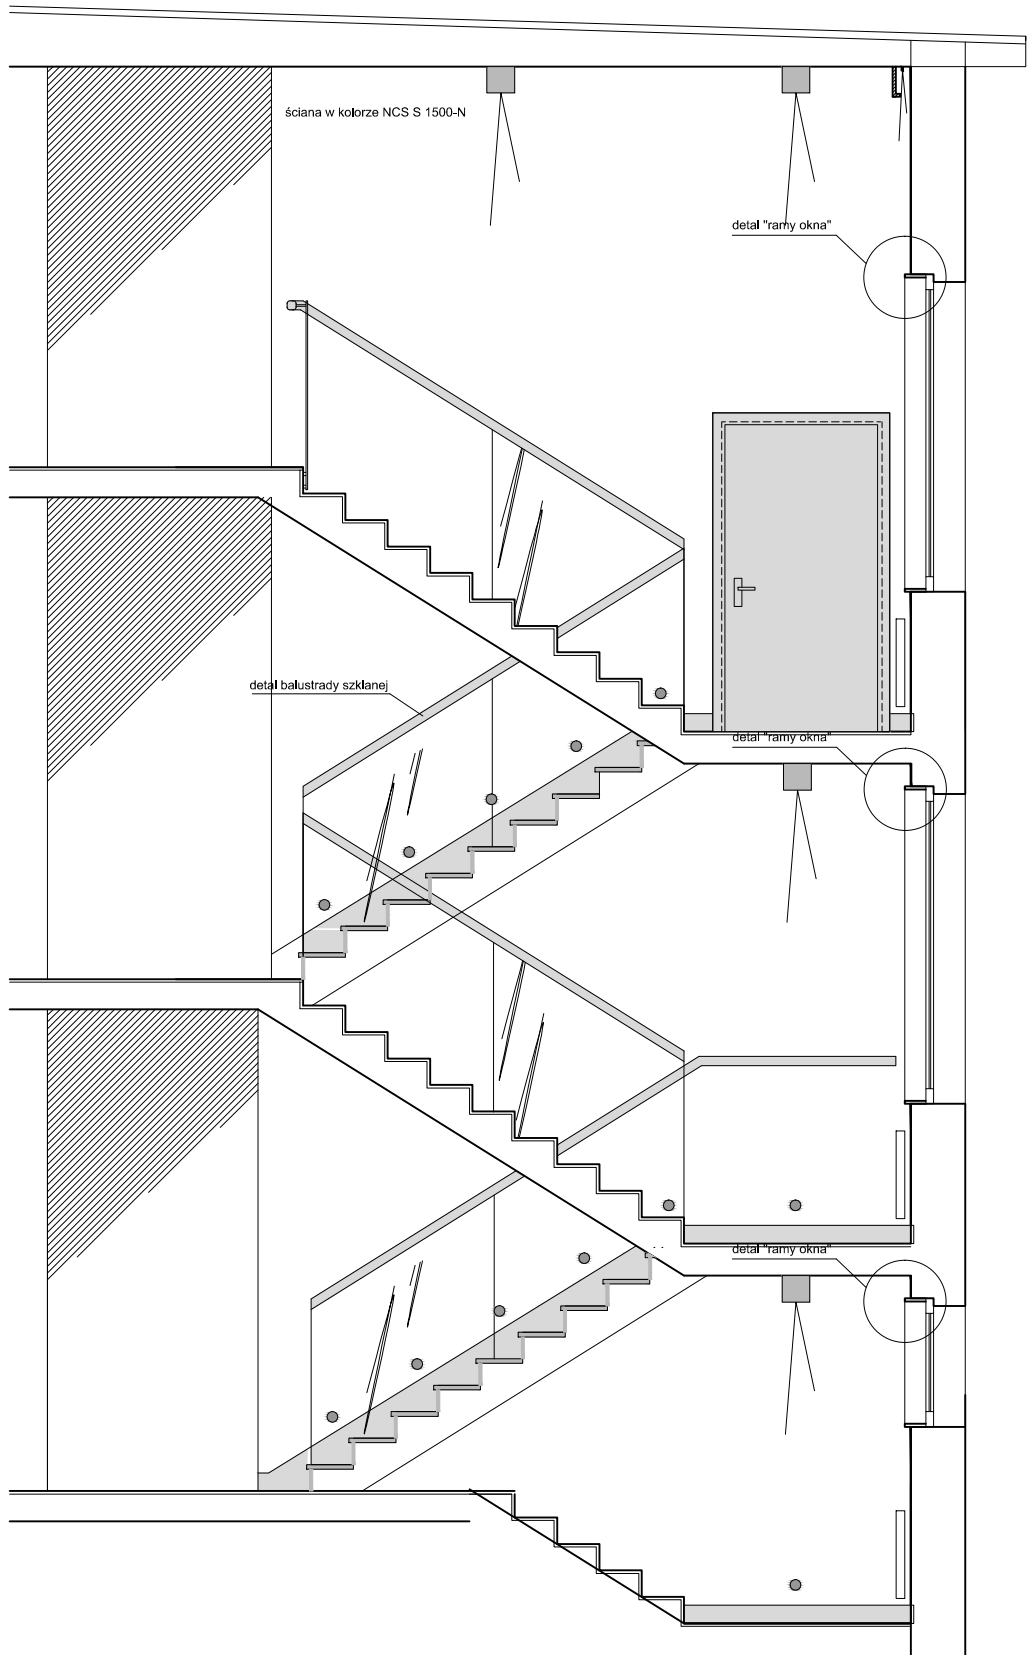 ściana w kolorze NCS S 1500-N
detal "ramy okna"
detal balustrady szklanej
detal "ramy okna"
detal "ramy okna"